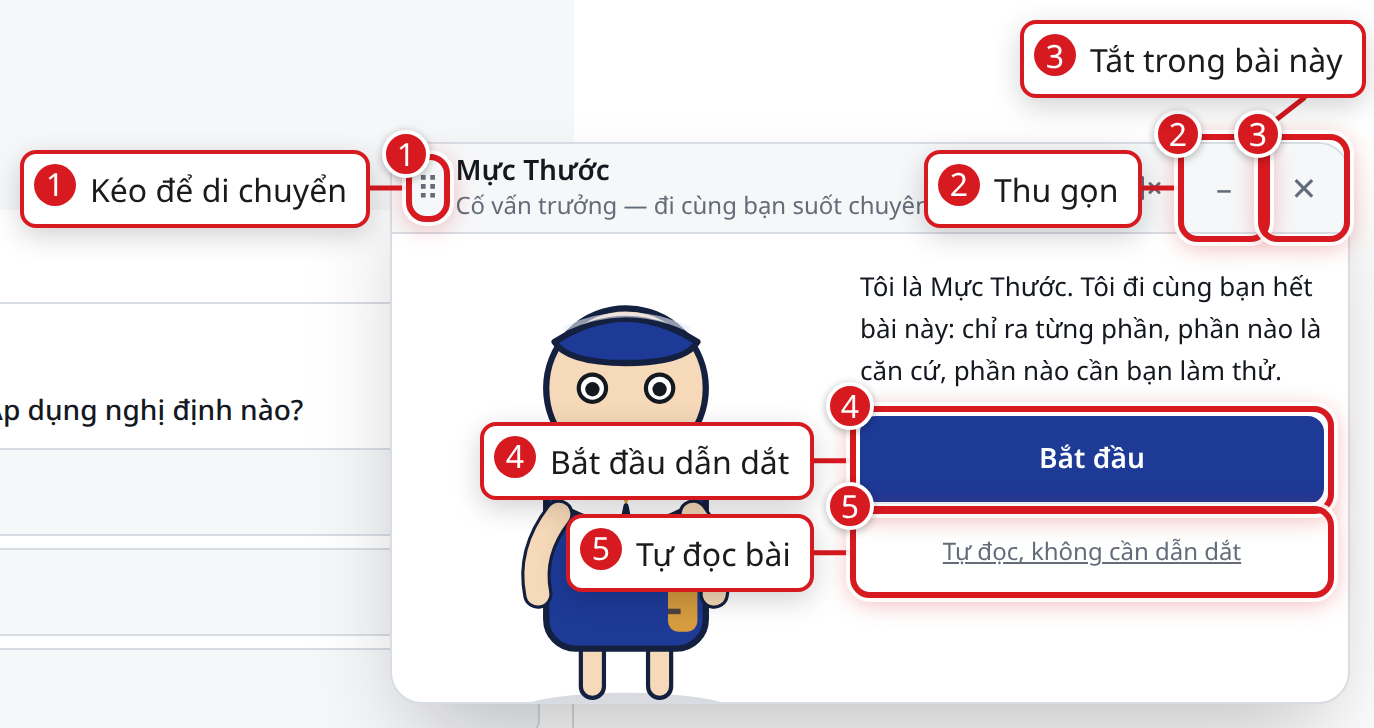 3 Tắt trong bài này
1 Kéo để di chuyển
1
Mực Thước
Cố vấn trưởng — đi cùng bạn suốt
2 Thu gọn
2
3
Tôi là Mực Thước. Tôi đi cùng bạn hết
bài này: chỉ ra từng phần, phần nào là
căn cứ, phần nào cần bạn làm thử.
dụng nghị định nào?
4
4 Bắt đầu dẫn dắt
Bắt đầu
5
5 Tự đọc bài
Tự đọc, không cần dẫn dắt